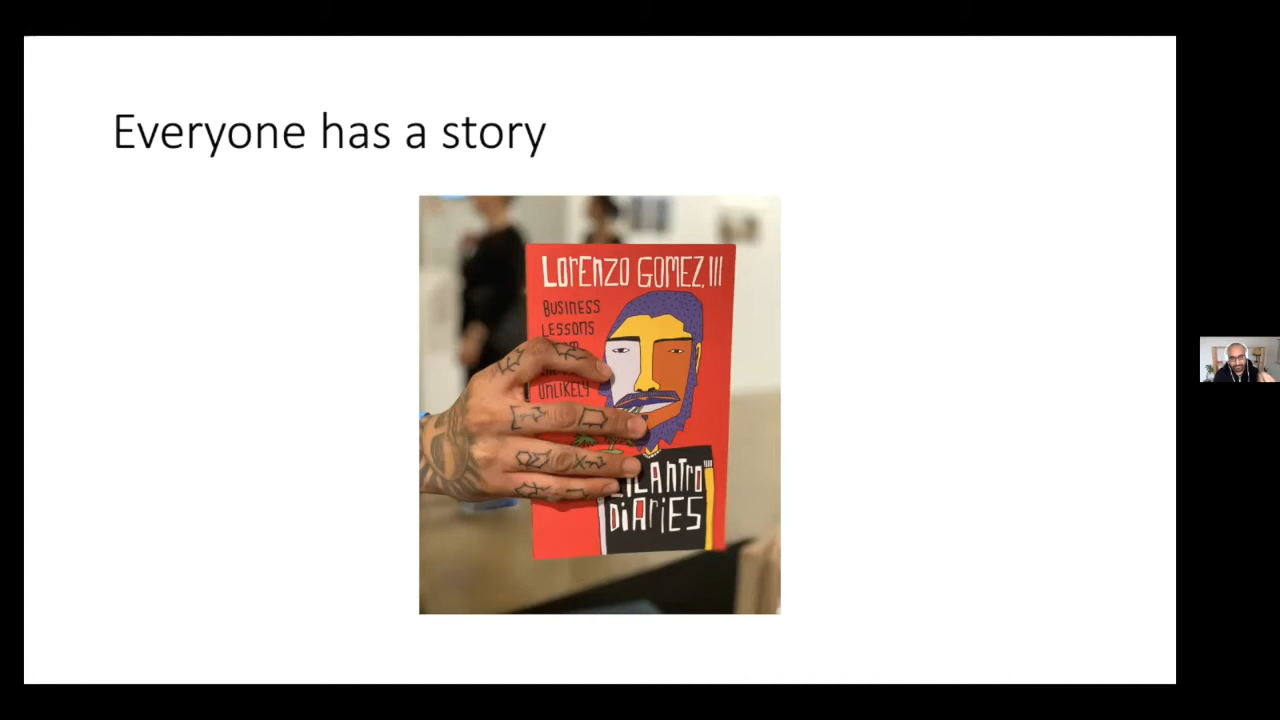 Everyone has a story
LorEnzo GomEZ, III
BUSINESS
LESSONS
UNLIKELY
CILAntro
DiAriES